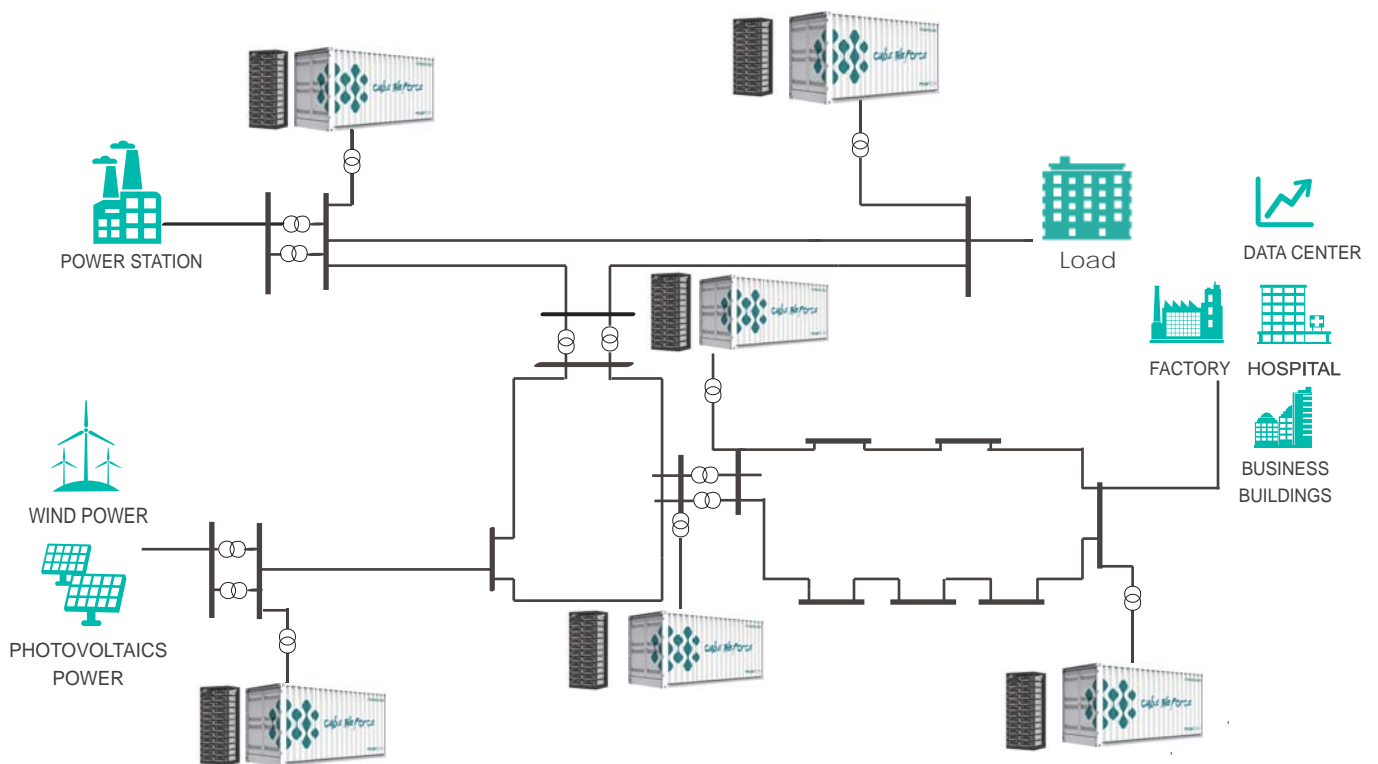 POWER STATION
Load
DATA CENTER
FACTORY
HOSPITAL
BUSINESS
BUILDINGS
WIND POWER
PHOTOVOLTAICS
POWER